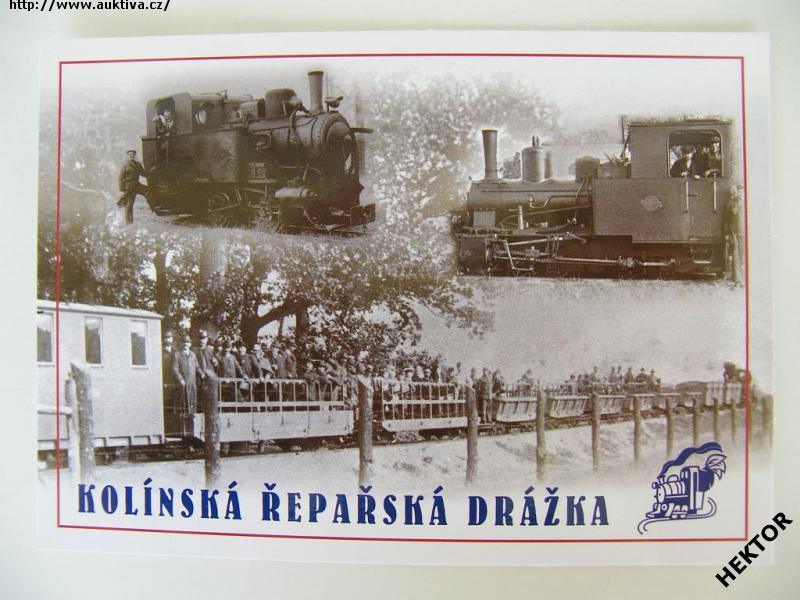 http://www.auktiva.cz/
KOLÍNSKÁ ŘEPAŘSKÁ DRÁŽKA
HEKTOR